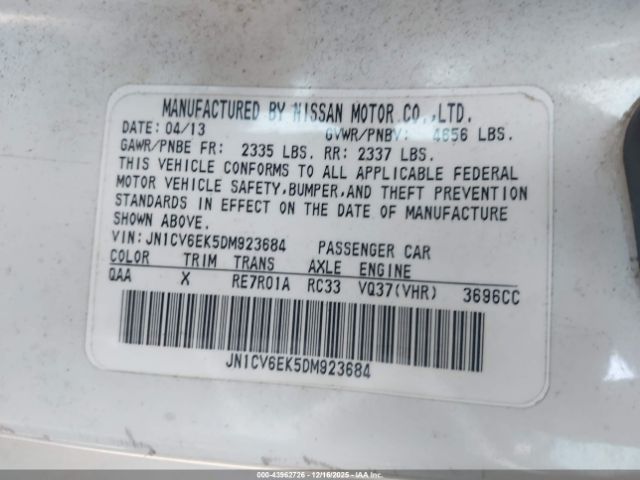 MANUFACTURED BY NISSAN MOTOR CO.,LTD.
DATE: 04/13 GVWR/PNBV: 4656 LBS.
GAWR/PNBE FR: 2335 LBS. RR: 2337 LBS.
THIS VEHICLE CONFORMS TO ALL APPLICABLE FEDERAL
MOTOR VEHICLE SAFETY,BUMPER,AND THEFT PREVENTION
STANDARDS IN EFFECT ON THE DATE OF MANUFACTURE
SHOWN ABOVE.
VIN: JN1CV6EK5DM923684 PASSENGER CAR
COLOR TRIM TRANS AXLE ENGINE
QAA X RE7R01A RC33 VQ37(VHR) 3696CC
JN1CV6EK5DM923684
000-43962726 - 12/16/2025 - IAA Inc.